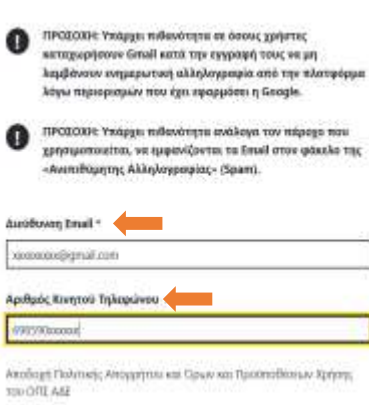 ΠΡΟΣΟΧΗ: Υπάρχει πιθανότητα σε όσους χρήστες
καταχωρήσουν Gmail κατά την εγγραφή τους να μη
λαμβάνουν ενημερωτική αλληλογραφία από την πλατφόρμα
λόγω περιορισμών που έχει εφαρμόσει η Google.
ΠΡΟΣΟΧΗ: Υπάρχει πιθανότητα ανάλογα τον πάροχο που
χρησιμοποιείται, να εμφανίζονται τα Email στον φάκελο της
«Ανεπιθύμητης Αλληλογραφίας» (Spam).
Διεύθυνση Email *
@gmail.com
Αριθμός Κινητού Τηλεφώνου
Αποδοχή Πολιτικής Απορρήτου και Όρων και Προϋποθέσεων Χρήσης
του ΟΠΣ ΑΔΕ